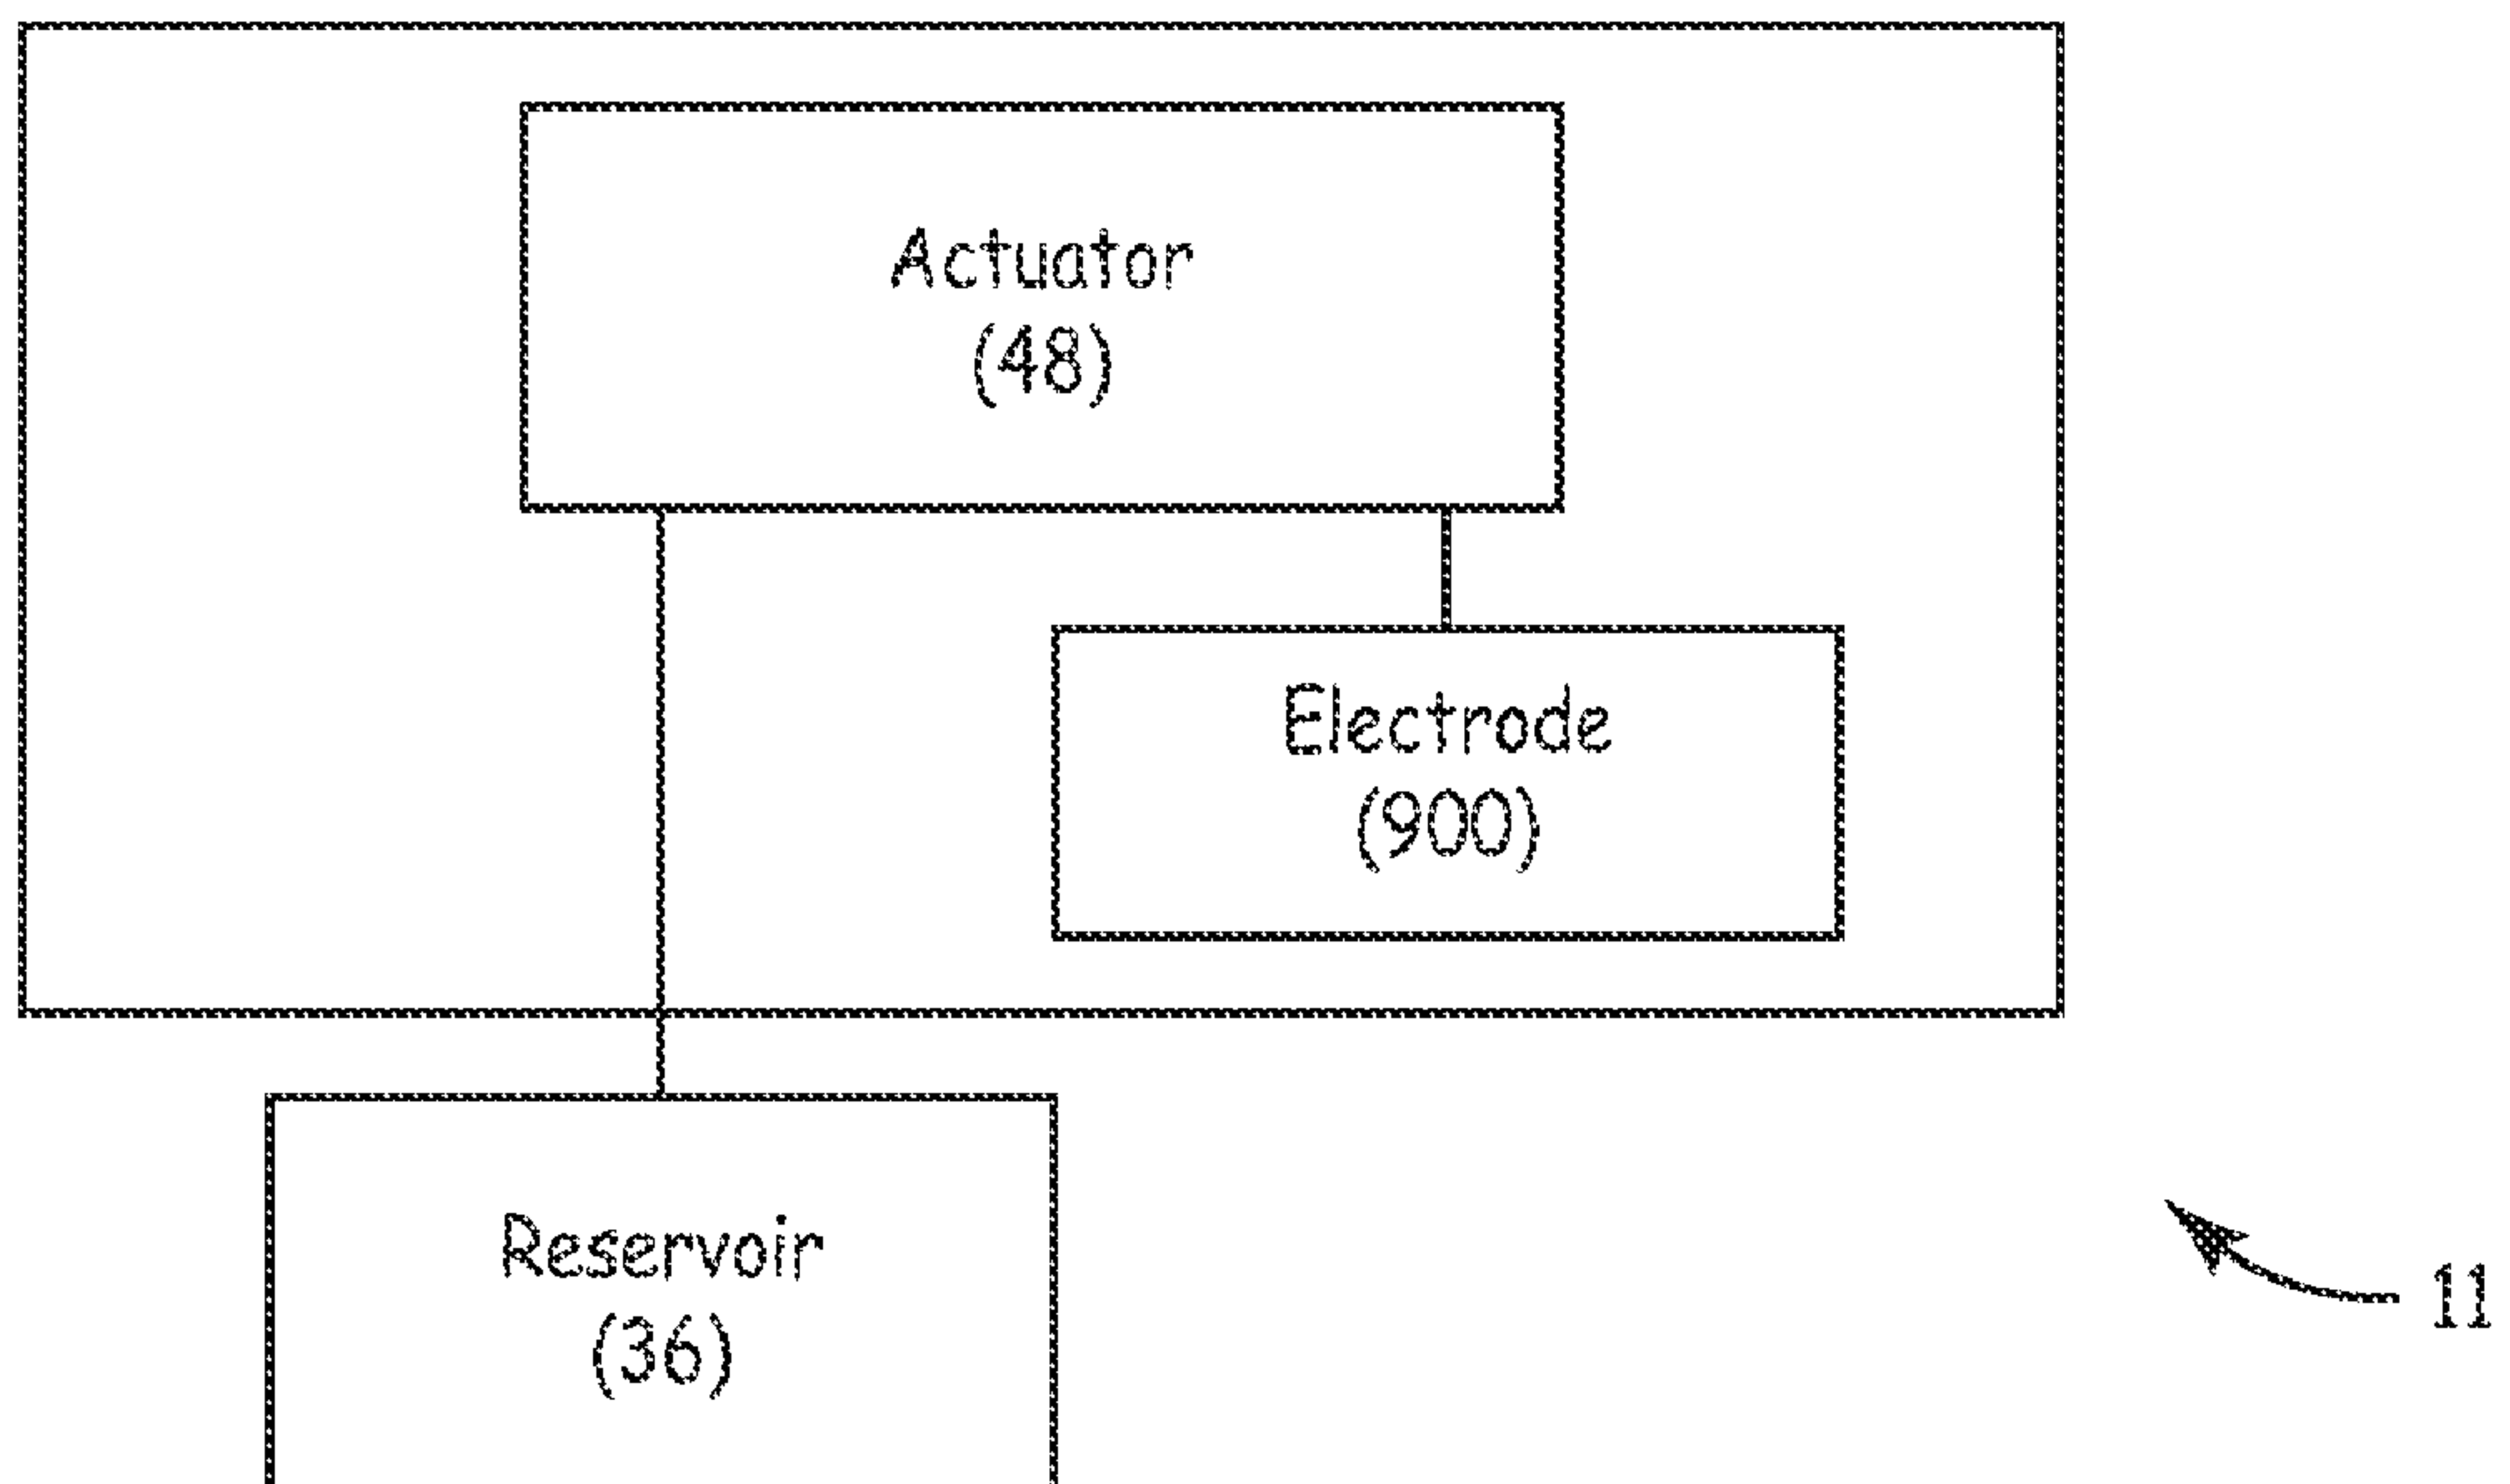 Actuator
(48)
Electrode
(900)
Reservoir
(36)
11